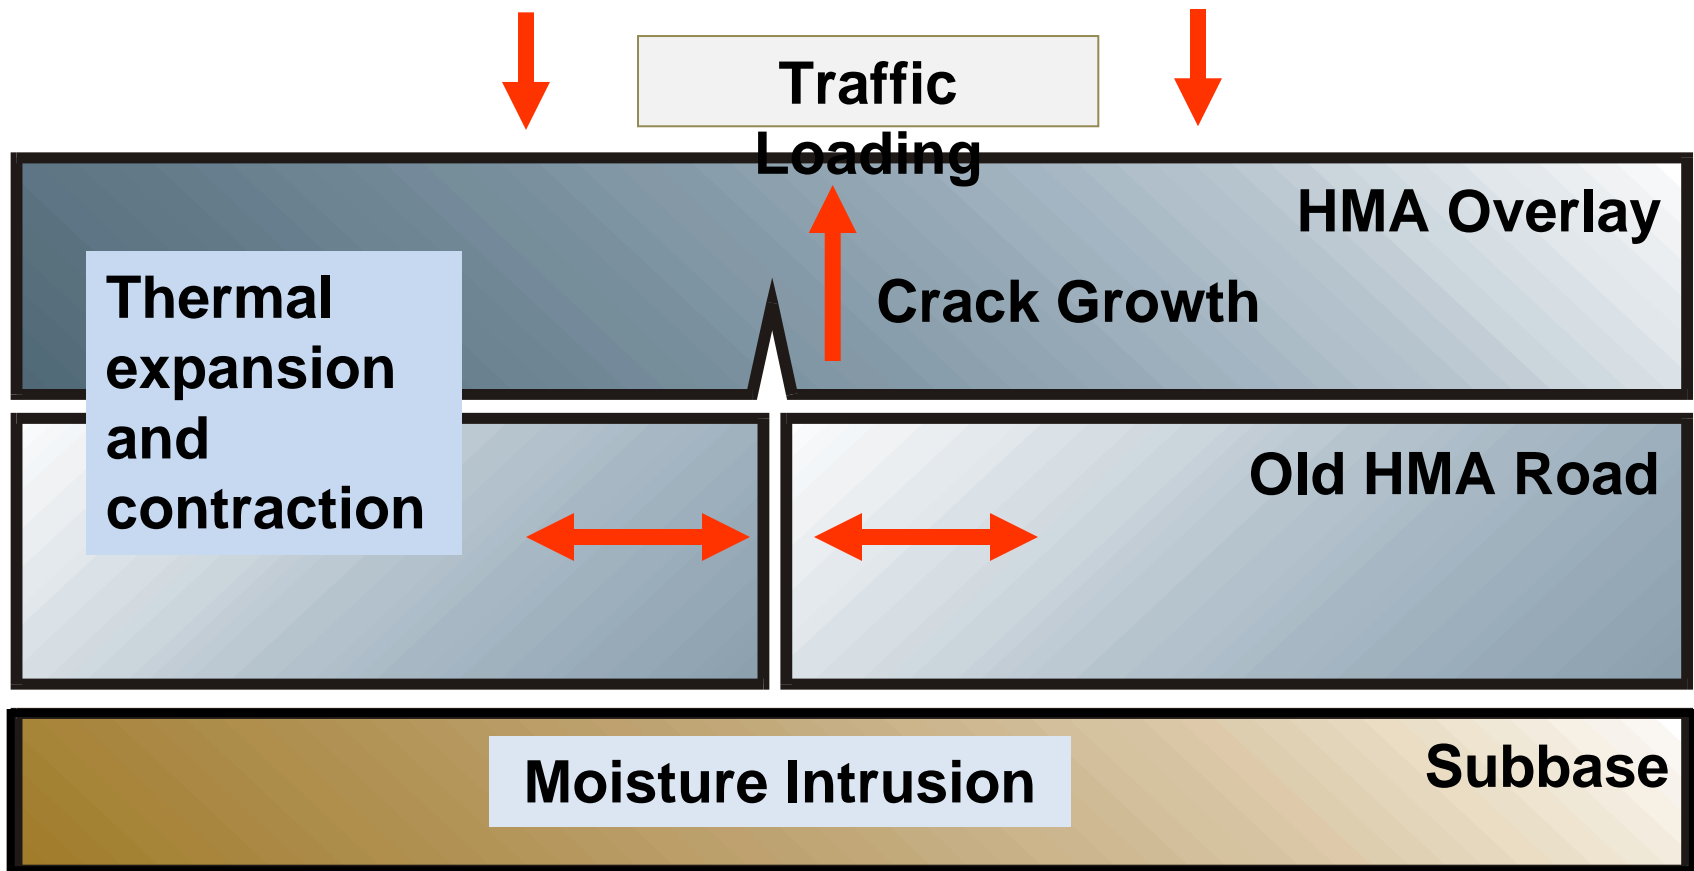 Traffic
Loading
HMA Overlay
Thermal
expansion
and
contraction
Crack Growth
Old HMA Road
Moisture Intrusion
Subbase